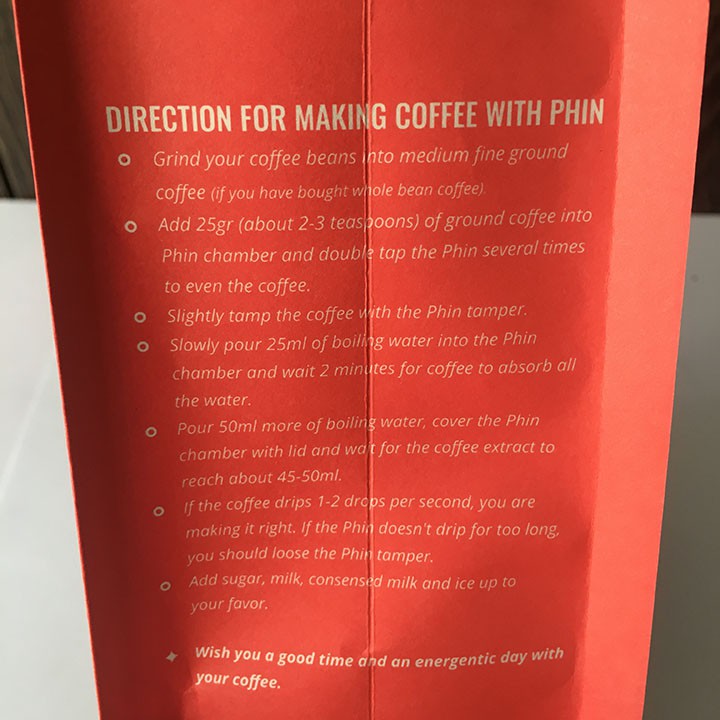 DIRECTION FOR MAKING COFFEE WITH PHIN
Grind your coffee beans into medium fine ground
coffee (if you have bought whole bean coffee).
Add 25gr (about 2-3 teaspoons) of ground coffee into
Phin chamber and double tap the Phin several times
to even the coffee.
Slightly tamp the coffee with the Phin tamper.
Slowly pour 25ml of boiling water into the Phin
chamber and wait 2 minutes for coffee to absorb all
the water.
Pour 50ml more of boiling water, cover the Phin
chamber with lid and wait for the coffee extract to
reach about 45-50ml.
If the coffee drips 1-2 drops per second, you are
making it right. If the Phin doesn't drip for too long,
you should loose the Phin tamper.
Add sugar, milk, consensed milk and ice up to
your favor.
Wish you a good time and an energentic day with
your coffee.